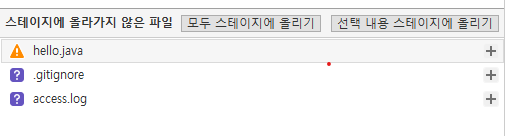 스테이지에 올라가지 않은 파일 모두 스테이지에 올리기 선택 내용 스테이지에 올리기
hello.java
.gitignore
access.log